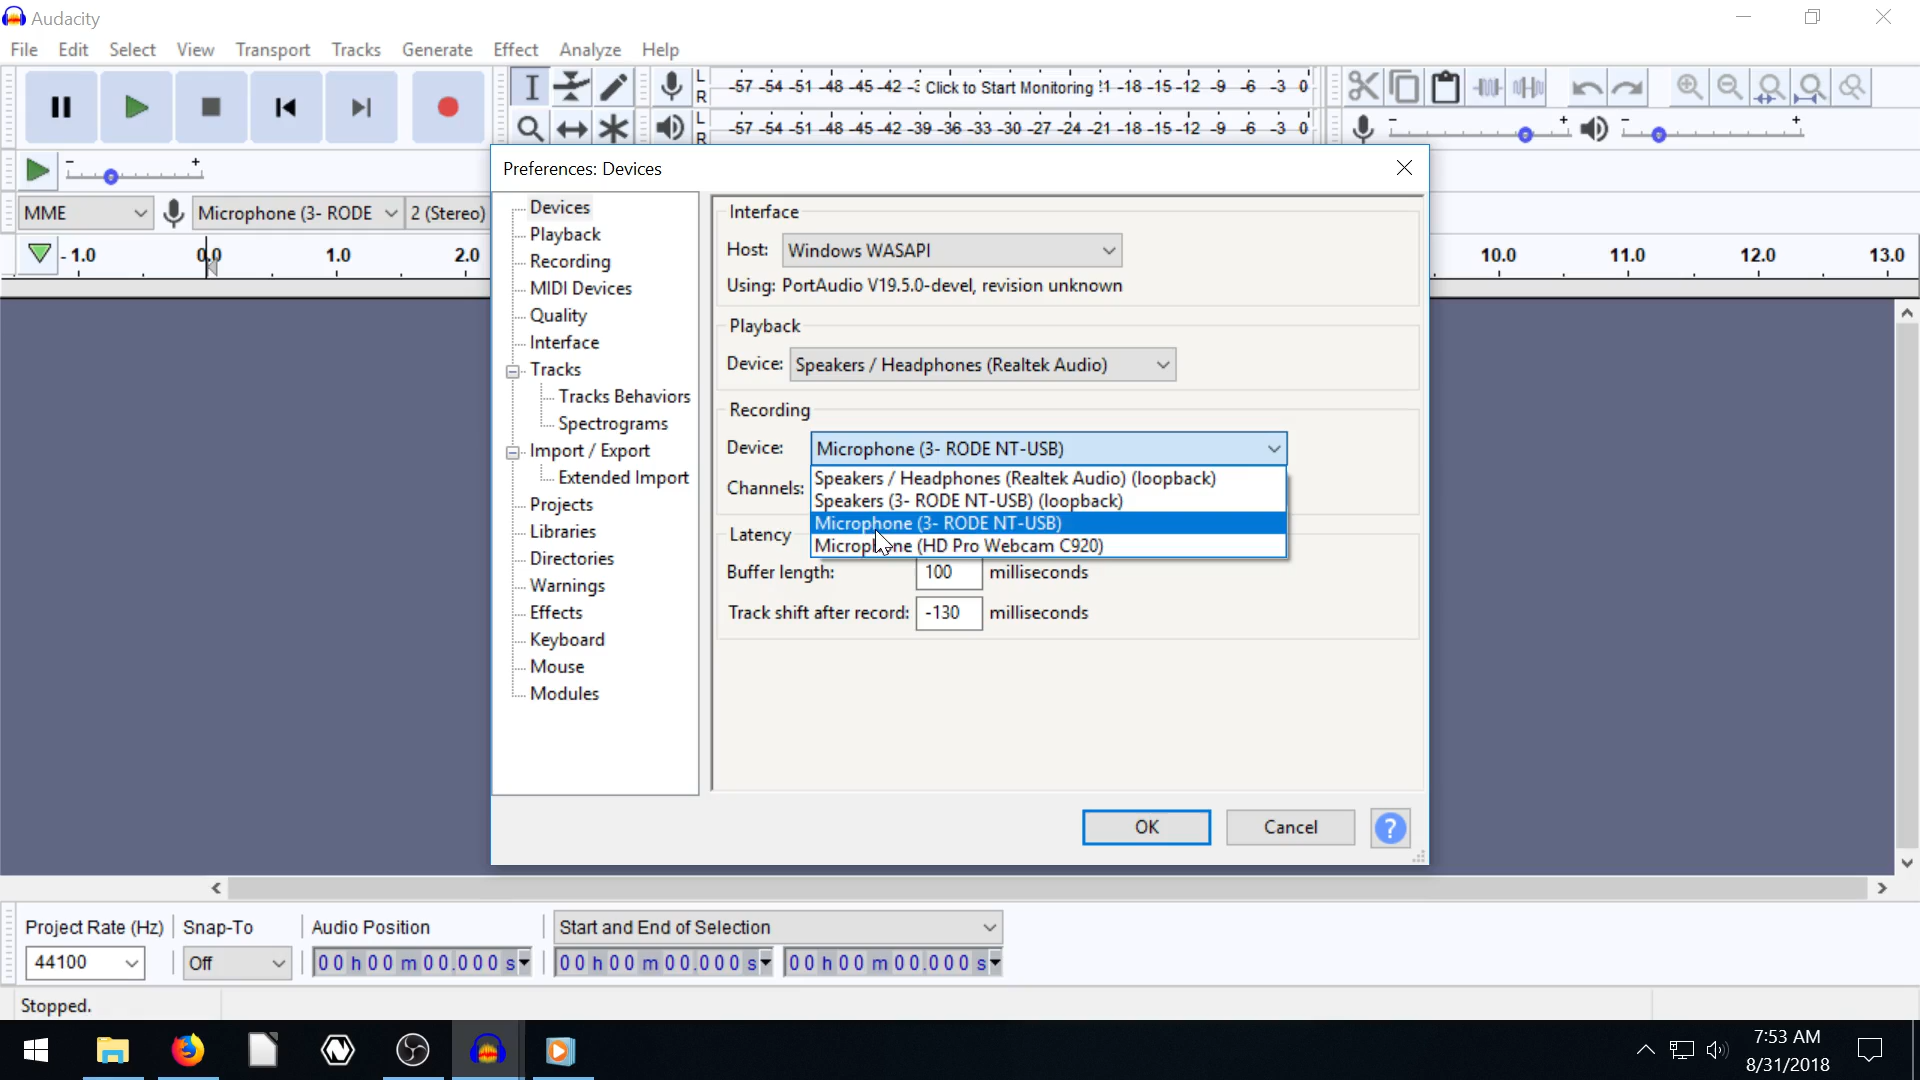 Audacity
File Edit Select View Transport Tracks Generate Effect Analyze Help
L
R
-57 -54 -51 -48 -45 -42 -3 Click to Start Monitoring !1 -18 -15 -12 -9 -6 -3 0
L
R
-57 -54 -51 -48 -45 -42 -39 -36 -33 -30 -27 -24 -21 -18 -15 -12 -9 -6 -3 0
- +
- +
- +
MME
Microphone (3- RODE
2 (Stereo)
-1.0 0.0 1.0 2.0 10.0 11.0 12.0 13.0
Preferences: Devices
Devices
Playback
Recording
MIDI Devices
Quality
Interface
Tracks
Tracks Behaviors
Spectrograms
Import / Export
Extended Import
Projects
Libraries
Directories
Warnings
Effects
Keyboard
Mouse
Modules
Interface
Host: Windows WASAPI
Using: PortAudio V19.5.0-devel, revision unknown
Playback
Device: Speakers / Headphones (Realtek Audio)
Recording
Device: Microphone (3- RODE NT-USB)
Channels:
Speakers / Headphones (Realtek Audio) (loopback)
Speakers (3- RODE NT-USB) (loopback)
Microphone (3- RODE NT-USB)
Microphone (HD Pro Webcam C920)
Latency
Buffer length: 100 milliseconds
Track shift after record: -130 milliseconds
OK
Cancel
?
Project Rate (Hz)
Snap-To
Audio Position
Start and End of Selection
44100
Off
00 h 00 m 00.000 s
00 h 00 m 00.000 s
00 h 00 m 00.000 s
Stopped.
7:53 AM
8/31/2018